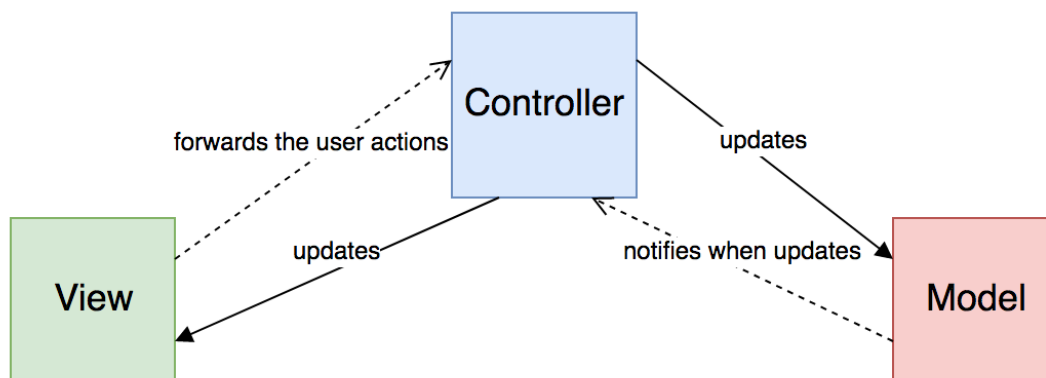 Controller
forwards the user actions
updates
updates
notifies when updates
View
Model